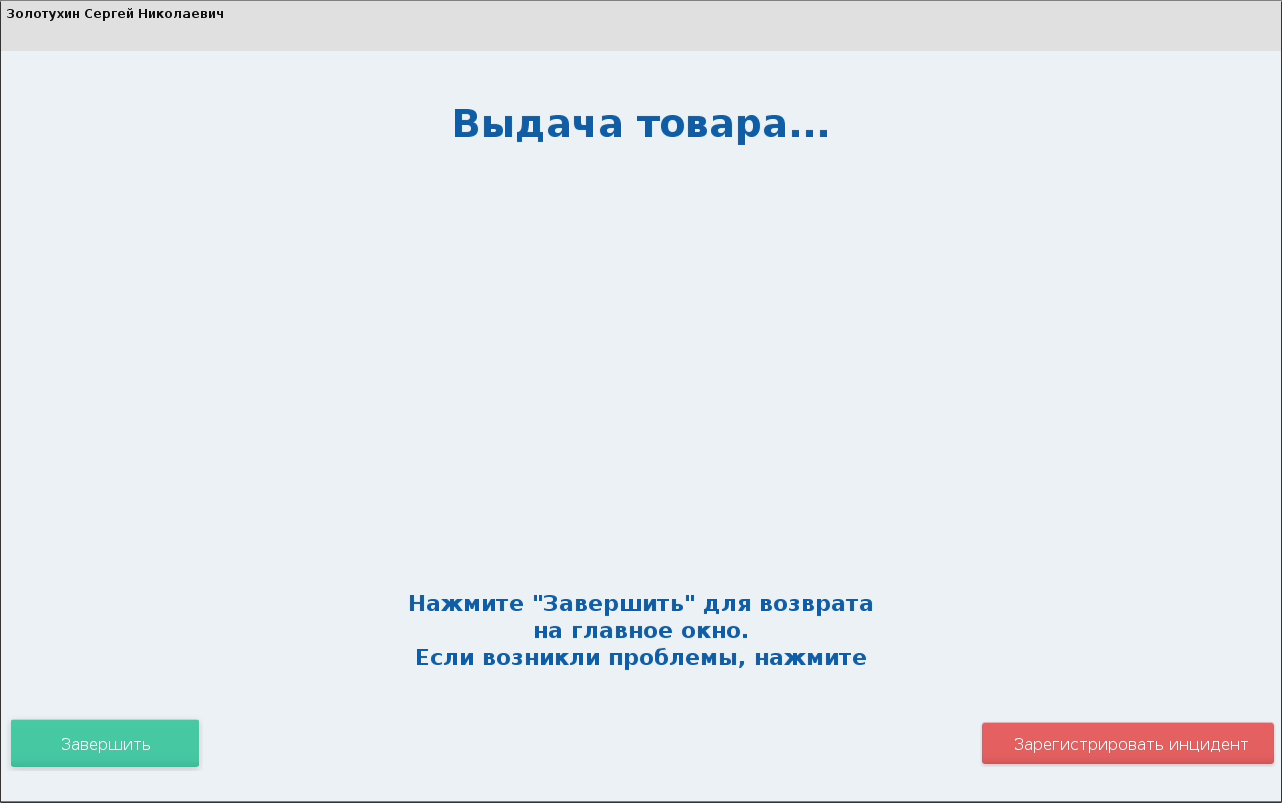 Золотухин Сергей Николаевич
Выдача товара...
Нажмите "Завершить" для возврата
на главное окно.
Если возникли проблемы, нажмите
Завершить
Зарегистрировать инцидент